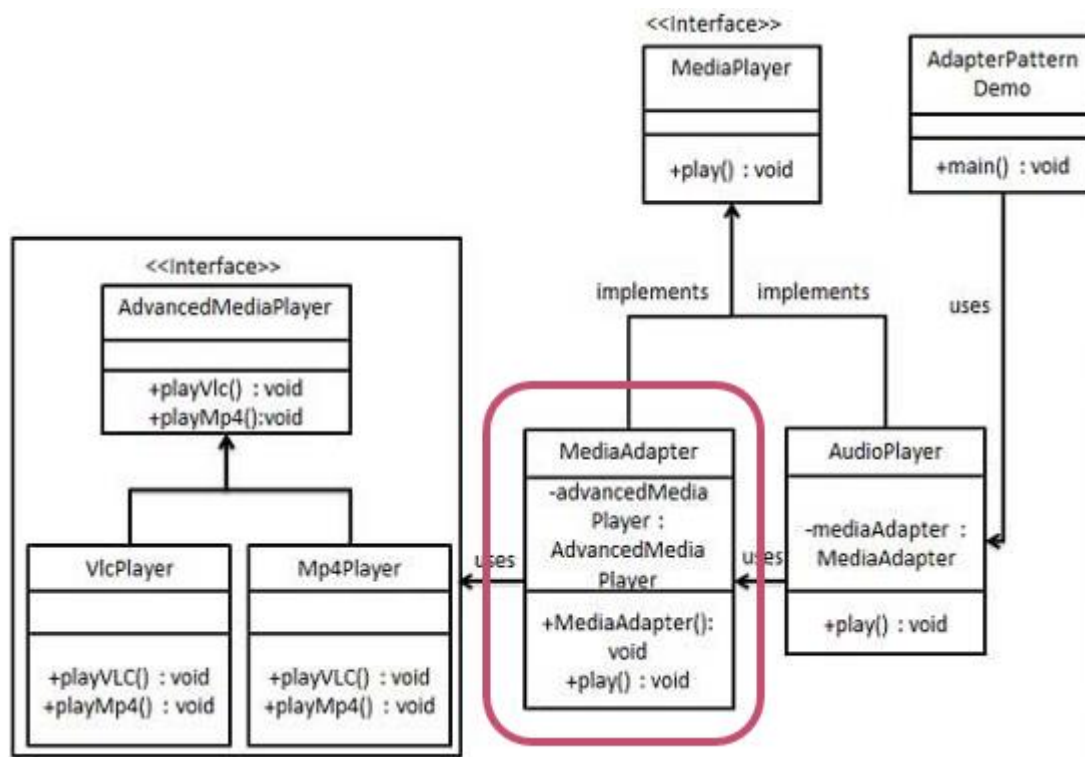 <<Interface>>
MediaPlayer
+play() : void
AdapterPattern
Demo
+main() : void
implements
implements
uses
<<Interface>>
AdvancedMediaPlayer
+playVlc() : void
+playMp4():void
VlcPlayer
+playVLC() : void
+playMp4() : void
Mp4Player
+playVLC() : void
+playMp4() : void
uses
MediaAdapter
-advancedMedia
Player :
AdvancedMedia
Player
+MediaAdapter():
void
+play() : void
uses
AudioPlayer
-mediaAdapter :
MediaAdapter
+play() : void